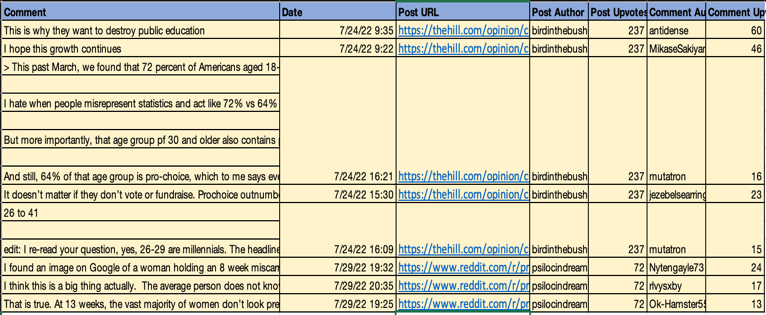 Comment Date Post URL Post Author Post Upvotes Comment Au Comment Up
This is why they want to destroy public education 7/24/22 9:35 https://thehill.com/opinion/c birdinthebush 237 antidense 60
I hope this growth continues 7/24/22 9:22 https://thehill.com/opinion/c birdinthebush 237 MikaseSakiyar 46
> This past March, we found that 72 percent of Americans aged 18-
I hate when people misrepresent statistics and act like 72% vs 64%
But more importantly, that age group pf 30 and older also contains
And still, 64% of that age group is pro-choice, which to me says eve 7/24/22 16:21 https://thehill.com/opinion/c birdinthebush 237 mutatron 16
It doesn't matter if they don't vote or fundraise. Prochoice outnumb 7/24/22 15:30 https://thehill.com/opinion/c birdinthebush 237 jezebelsearring 23
26 to 41
edit: I re-read your question, yes, 26-29 are millennials. The headline 7/24/22 16:09 https://thehill.com/opinion/c birdinthebush 237 mutatron 15
I found an image on Google of a woman holding an 8 week miscarr 7/29/22 19:32 https://www.reddit.com/r/pr psilocindream 72 Nytengayle73 24
I think this is a big thing actually. The average person does not kno 7/29/22 20:35 https://www.reddit.com/r/pr psilocindream 72 rlvysxby 17
That is true. At 13 weeks, the vast majority of women don't look pre 7/29/22 19:25 https://www.reddit.com/r/pr psilocindream 72 Ok-Hamster5 13